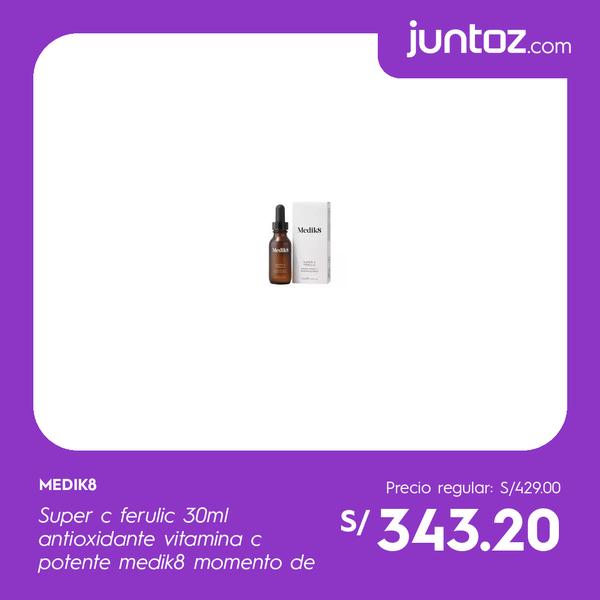 juntoz.com
Medik8
Medik8
MEDIK8
Super c ferulic 30ml
antioxidante vitamina c
potente medik8 momento de
Precio regular: S/429.00
S/ 343.20